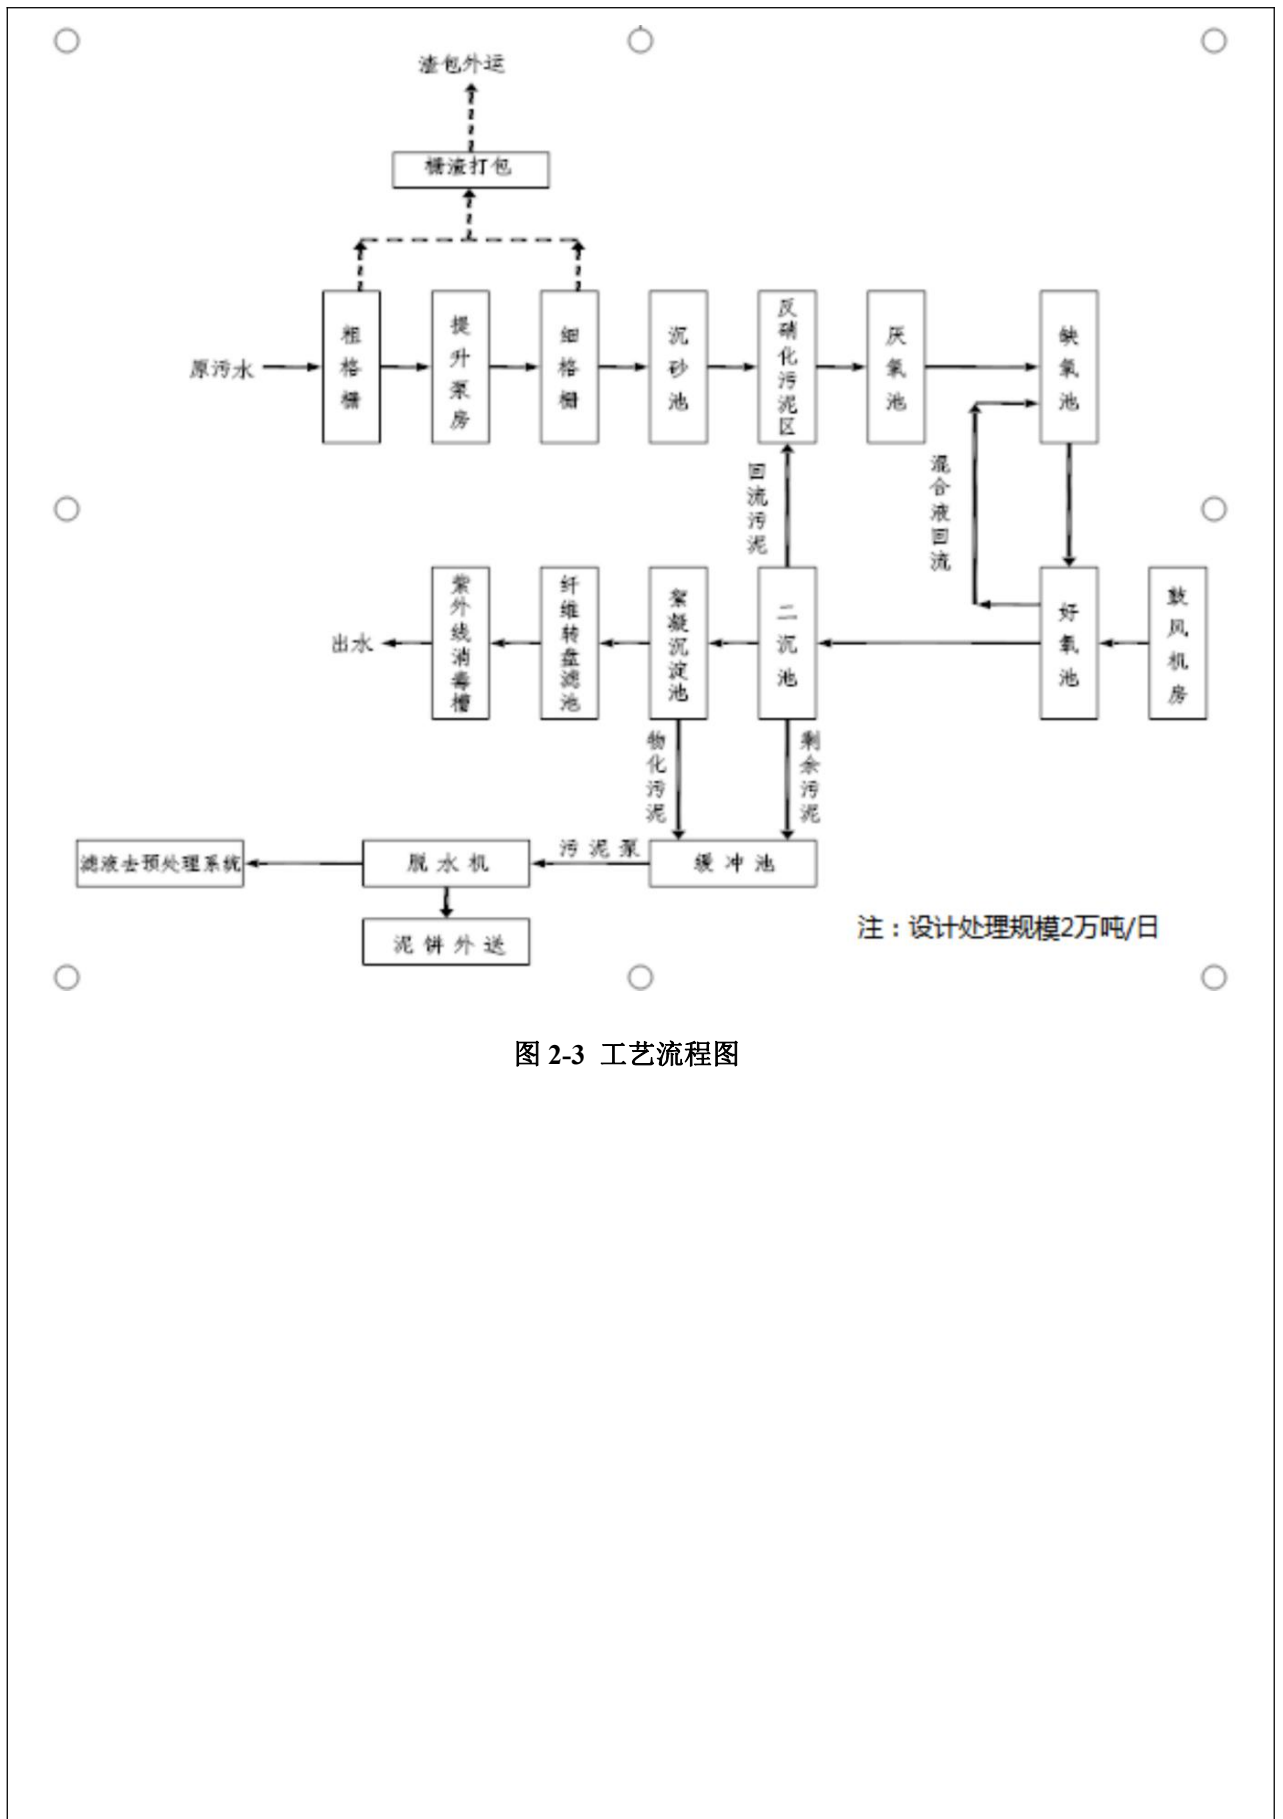 渣包外运
栅渣打包
原污水
粗格栅
提升泵房
细格栅
沉砂池
反硝化污泥区
厌氧池
缺氧池
回流污泥
混合液回流
出水
紫外线消毒槽
纤维转盘滤池
絮凝沉淀池
二沉池
好氧池
鼓风机房
物化污泥
剩余污泥
滤液去预处理系统
脱水机
污泥泵
缓冲池
泥饼外送
注：设计处理规模2万吨/日
图 2-3 工艺流程图